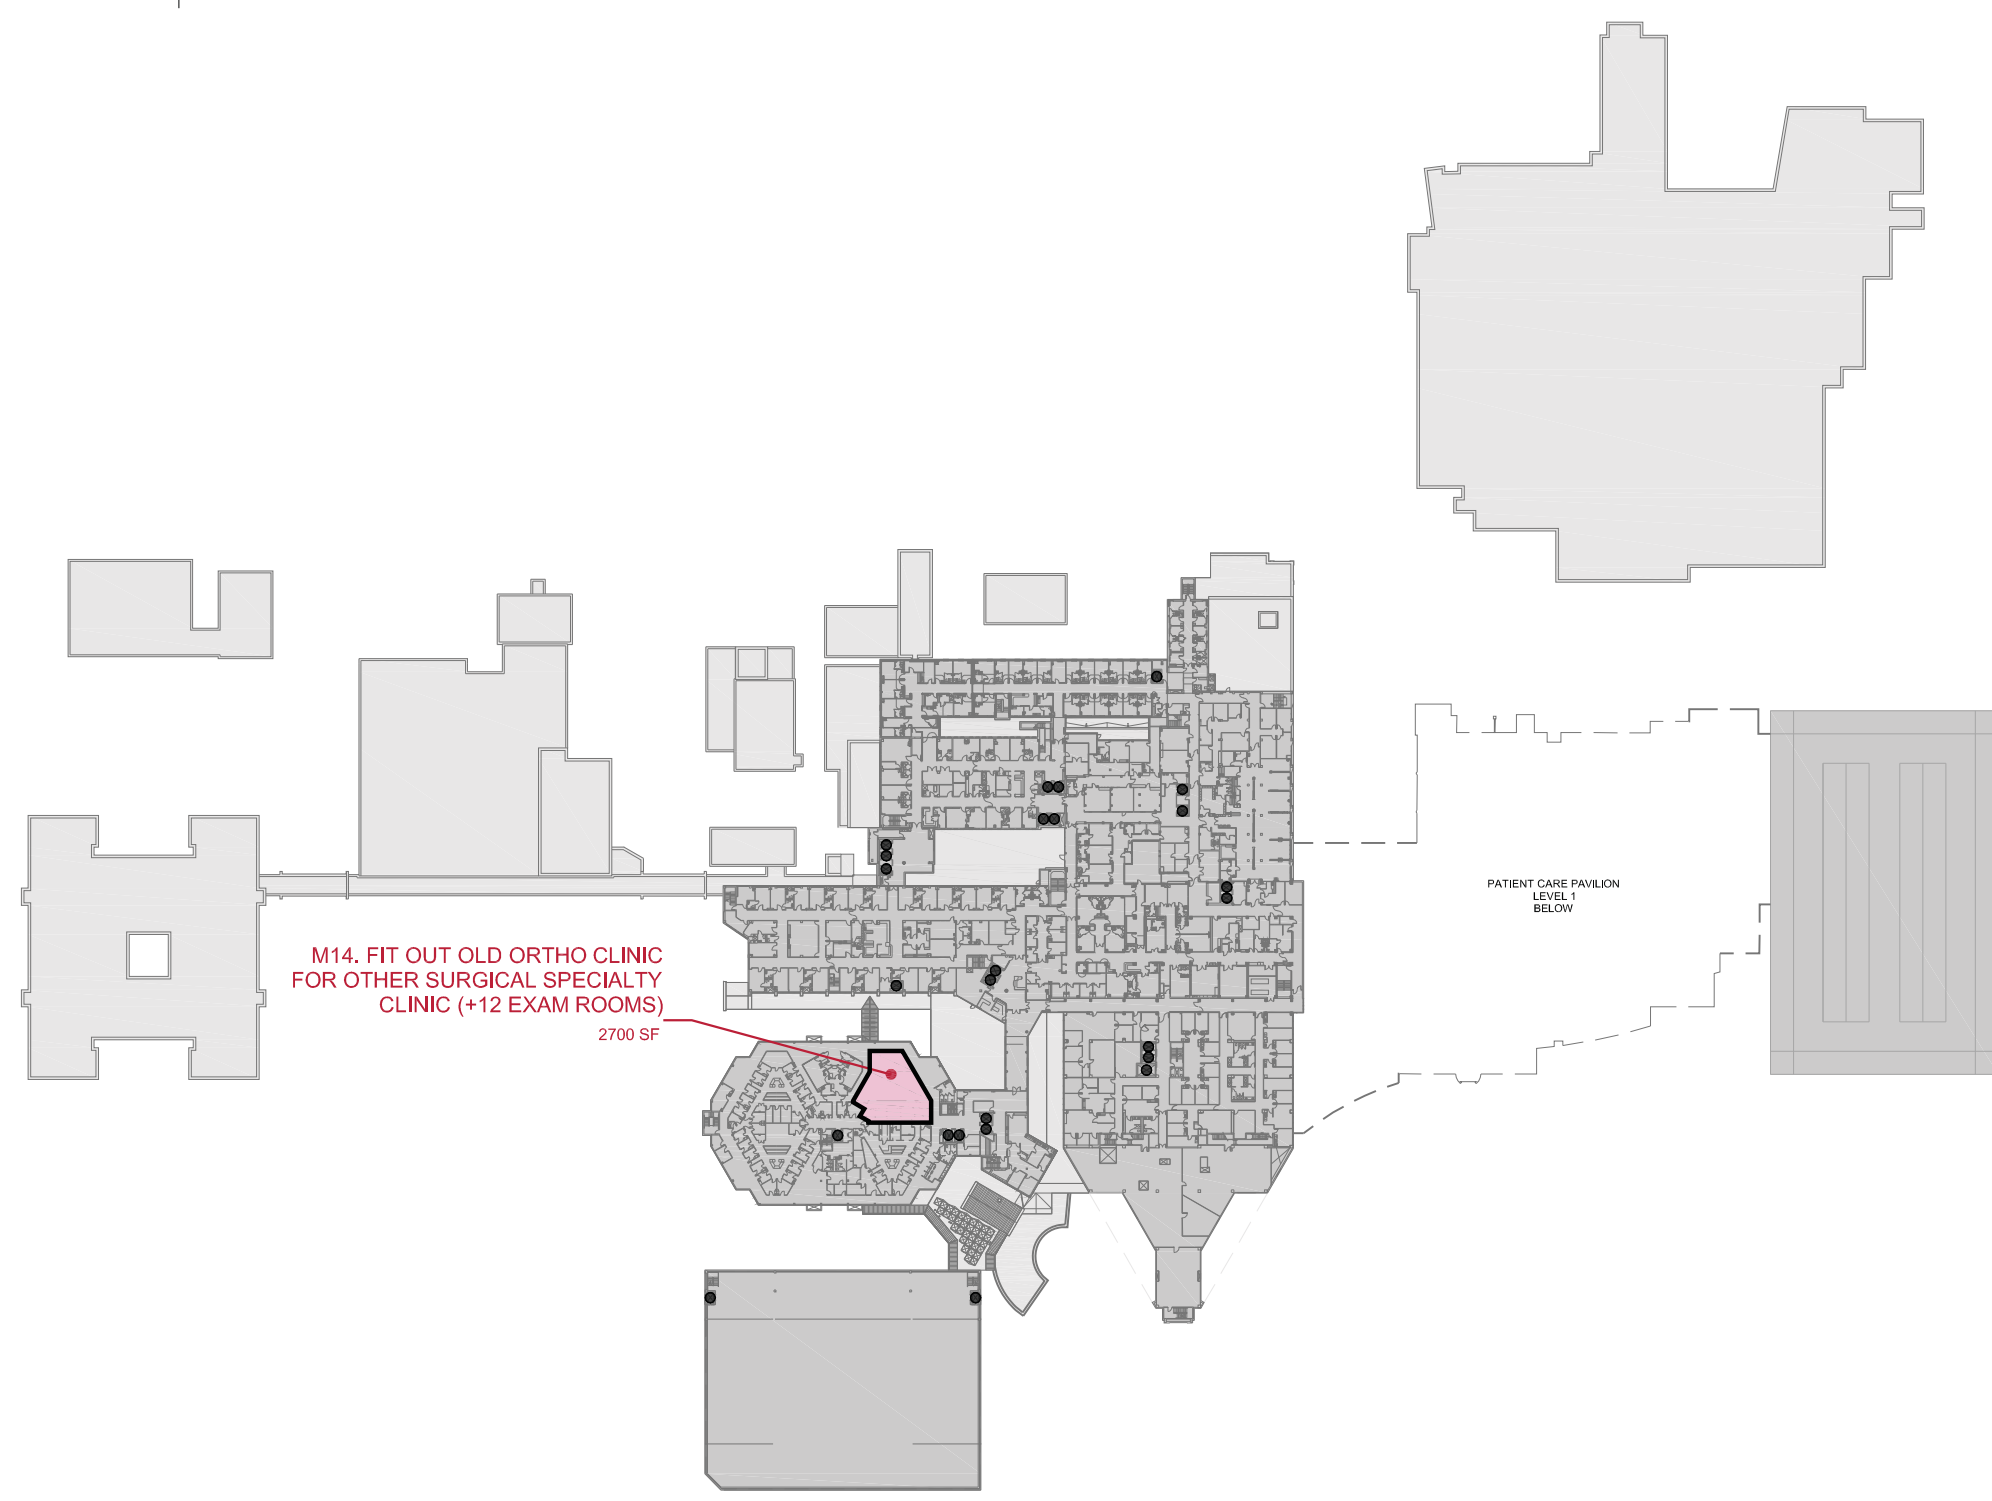 M14. FIT OUT OLD ORTHO CLINIC
FOR OTHER SURGICAL SPECIALTY
CLINIC (+12 EXAM ROOMS)
2700 SF
PATIENT CARE PAVILION
LEVEL 1
BELOW